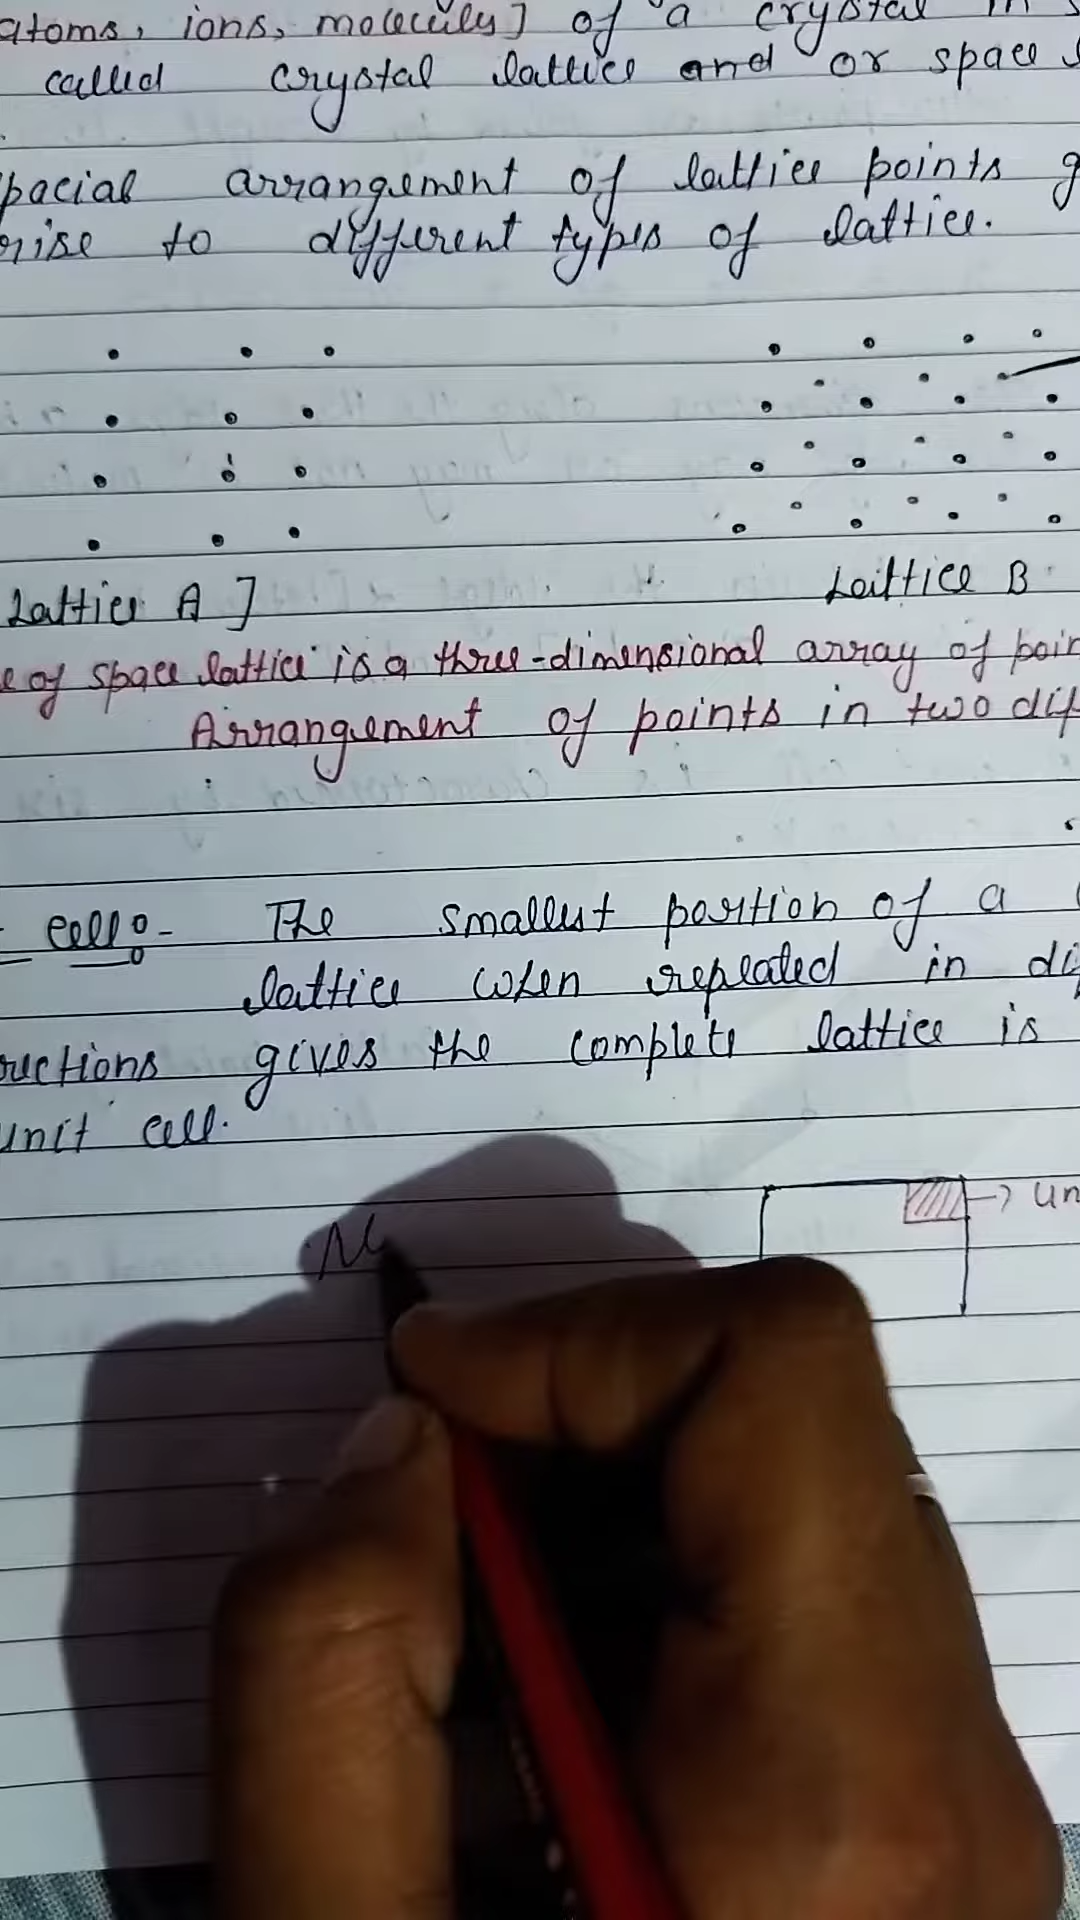 atoms, ions, molecules] of a crystal in s
called crystal lattice and or space
pacial arrangement of lattice points g
rise to different types of lattice.
Lattice A ]
Lattice B
e of space lattice is a three-dimensional array of poin
Arrangement of points in two dif
cell:- The smallest portion of a
lattice when repeated in di
rections gives the complete lattice is
unit cell.
→ un